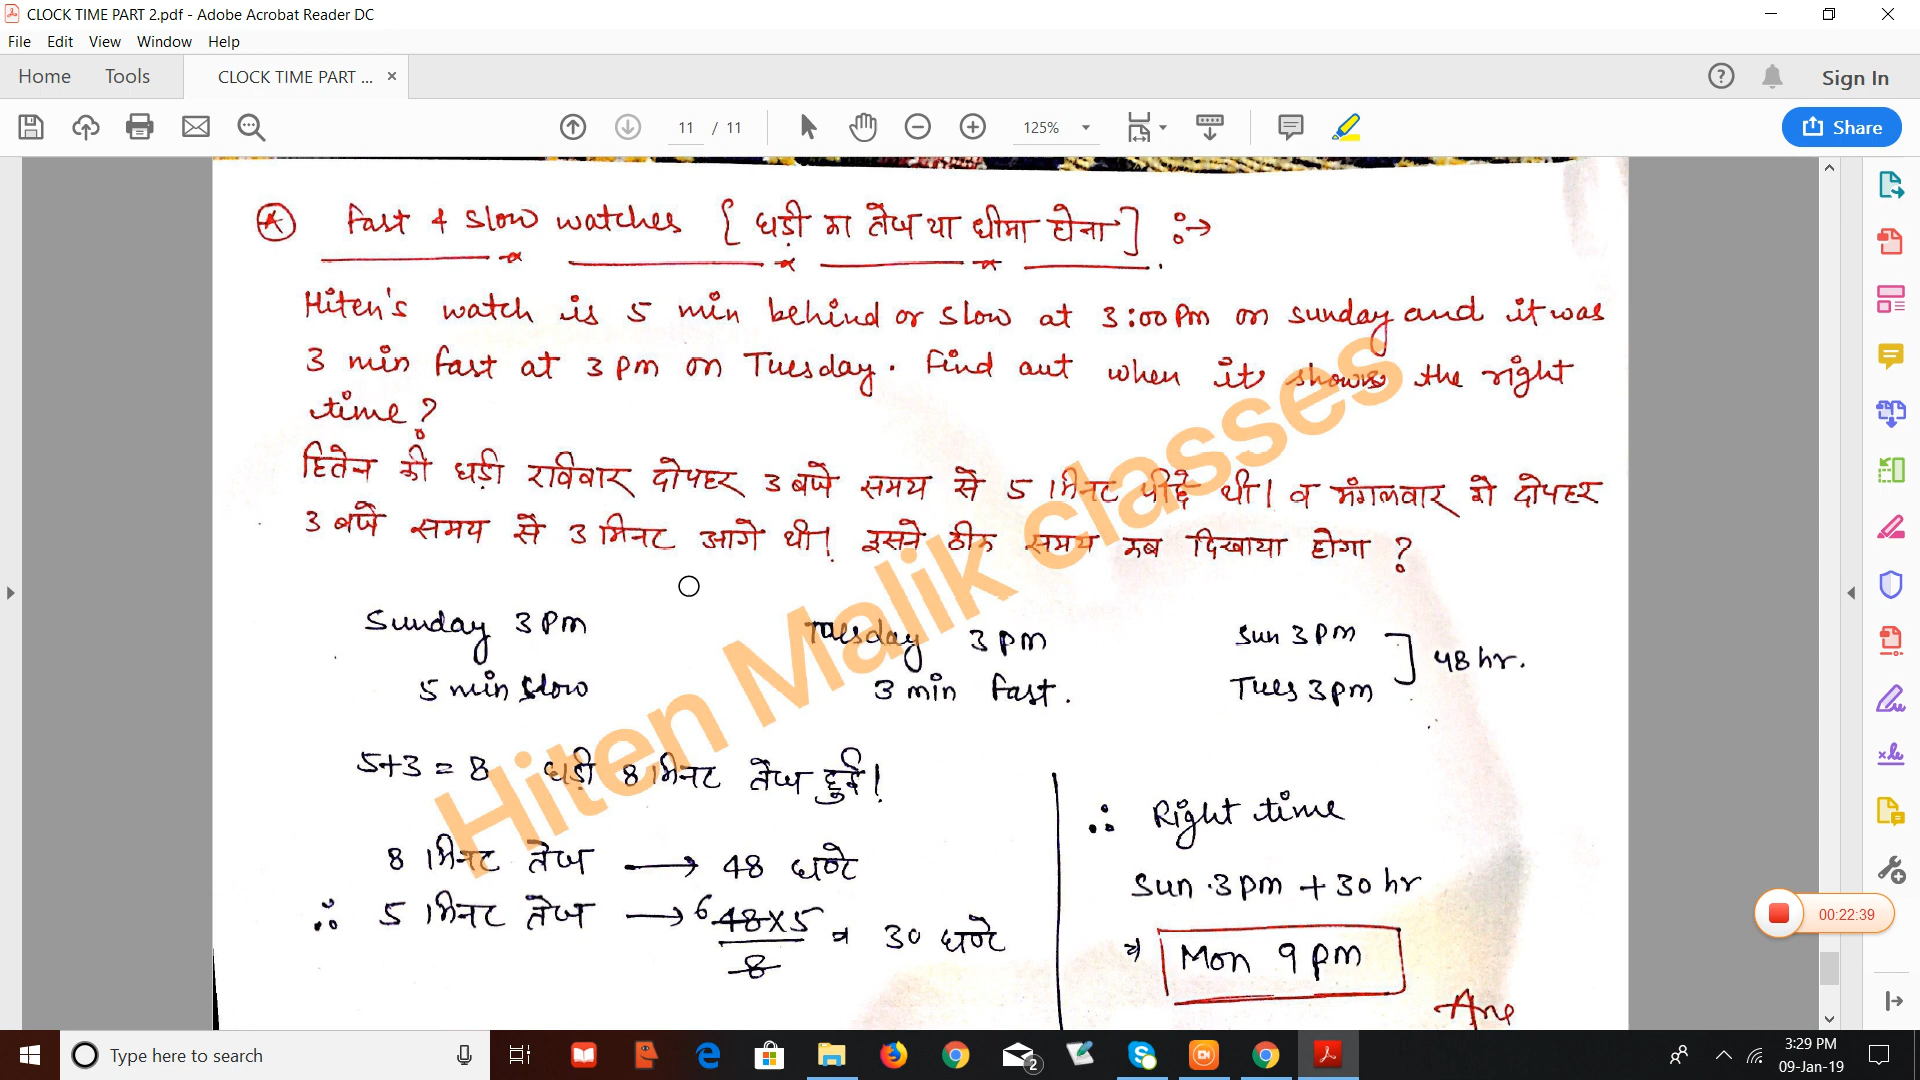 CLOCK TIME PART 2.pdf - Adobe Acrobat Reader DC
File Edit View Window Help
Home Tools CLOCK TIME PART ... × Sign In
11 / 11 125% Share
A Fast & Slow watches { घड़ी का तेज या धीमा होना ] :→
Hiten's watch is 5 min behind or slow at 3:00 Pm on sunday and it was
3 min fast at 3 pm on Tuesday. Find out when it shows the right
time?
हितेन की घड़ी रविवार दोपहर 3 बजे समय से 5 मिनट पीछे थी। व मंगलवार को दोपहर
3 बजे समय से 3 मिनट आगे थी। इसने ठीक समय कब दिखाया होगा ?
Sunday 3 Pm Tuesday 3 pm Sun 3 pm
5 min slow 3 min fast. Tues 3 pm 48 hr.
5+3 = 8 घड़ी 8 मिनट तेज हुई।
8 मिनट तेज → 48 घण्टे
∴ 5 मिनट तेज → 6 48×5 / 8 = 30 घण्टे
∴ Right time
Sun 3 pm + 30 hr
⇒ Mon 9 pm
Ans
Hiten Malik classes
00:22:39
Type here to search
2
3:29 PM
09-Jan-19